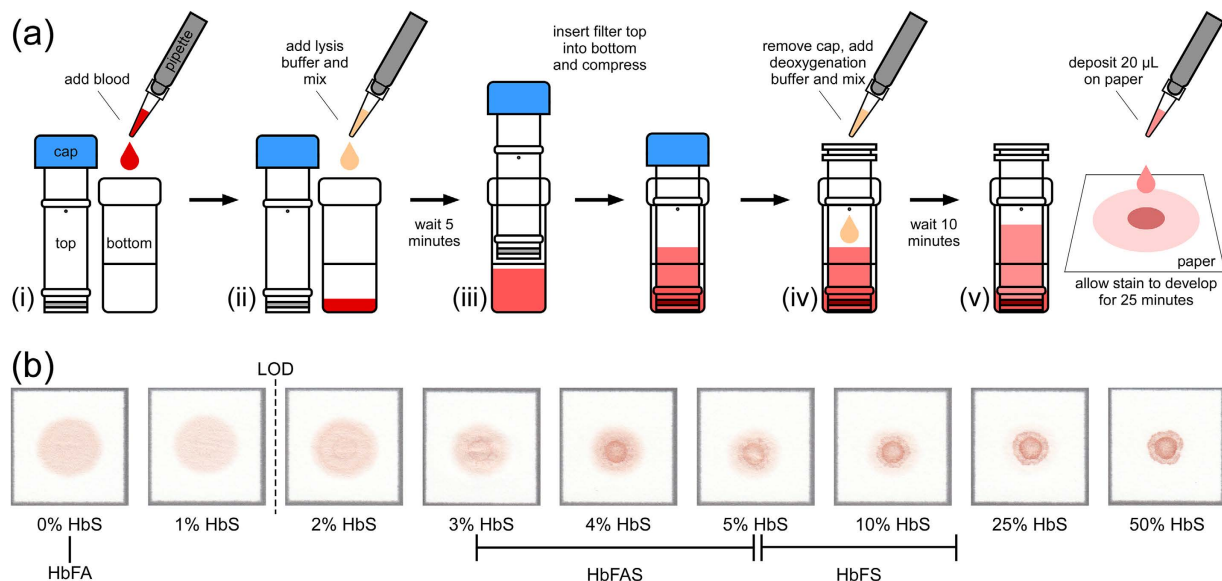 (a)
add blood
pipette
cap
top
bottom
(i)
add lysis
buffer and
mix
(ii)
wait 5
minutes
insert filter top
into bottom
and compress
(iii)
remove cap, add
deoxygenation
buffer and mix
(iv)
wait 10
minutes
(v)
deposit 20 µL
on paper
paper
allow stain to develop
for 25 minutes
(b)
LOD
0% HbS
1% HbS
2% HbS
3% HbS
4% HbS
5% HbS
10% HbS
25% HbS
50% HbS
HbFA
HbFAS
HbFS